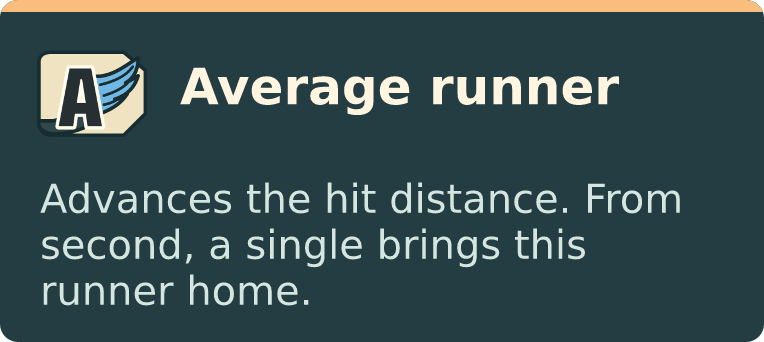 A
Average runner
Advances the hit distance. From
second, a single brings this
runner home.